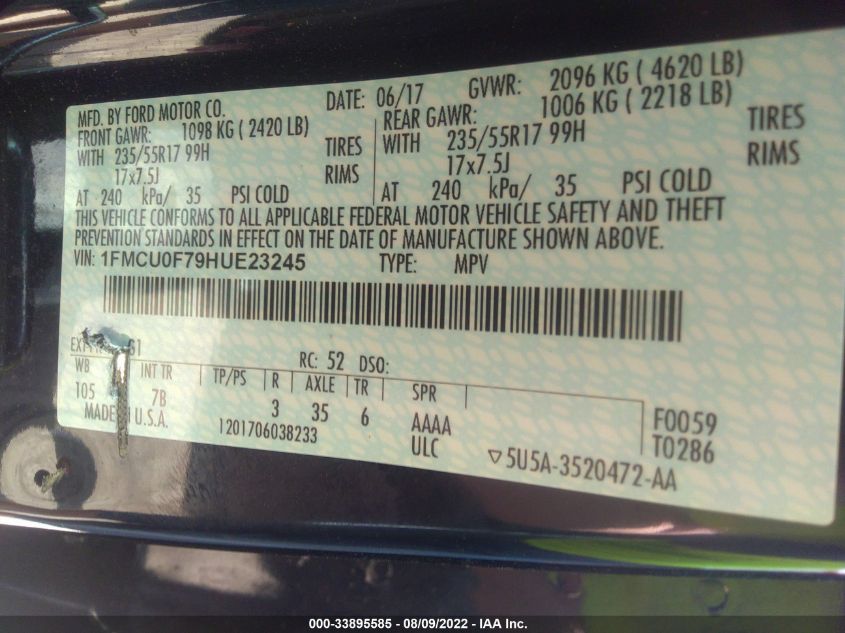 MFD. BY FORD MOTOR CO. DATE: 06/17 GVWR: 2096 KG ( 4620 LB)
FRONT GAWR: 1098 KG ( 2420 LB) REAR GAWR: 1006 KG ( 2218 LB)
WITH 235/55R17 99H TIRES WITH 235/55R17 99H TIRES
17x7.5J RIMS 17x7.5J RIMS
AT 240 kPa/ 35 PSI COLD AT 240 kPa/ 35 PSI COLD
THIS VEHICLE CONFORMS TO ALL APPLICABLE FEDERAL MOTOR VEHICLE SAFETY AND THEFT
PREVENTION STANDARDS IN EFFECT ON THE DATE OF MANUFACTURE SHOWN ABOVE.
VIN: 1FMCU0F79HUE23245 TYPE: MPV
RC: 52 DSO:
WB INT TR TP/PS R AXLE TR SPR
105 7B 3 35 6 AAAA F0059
MADE IN U.S.A. 1201706038233 ULC T0286
▽5U5A-3520472-AA
000-33895585 - 08/09/2022 - IAA Inc.